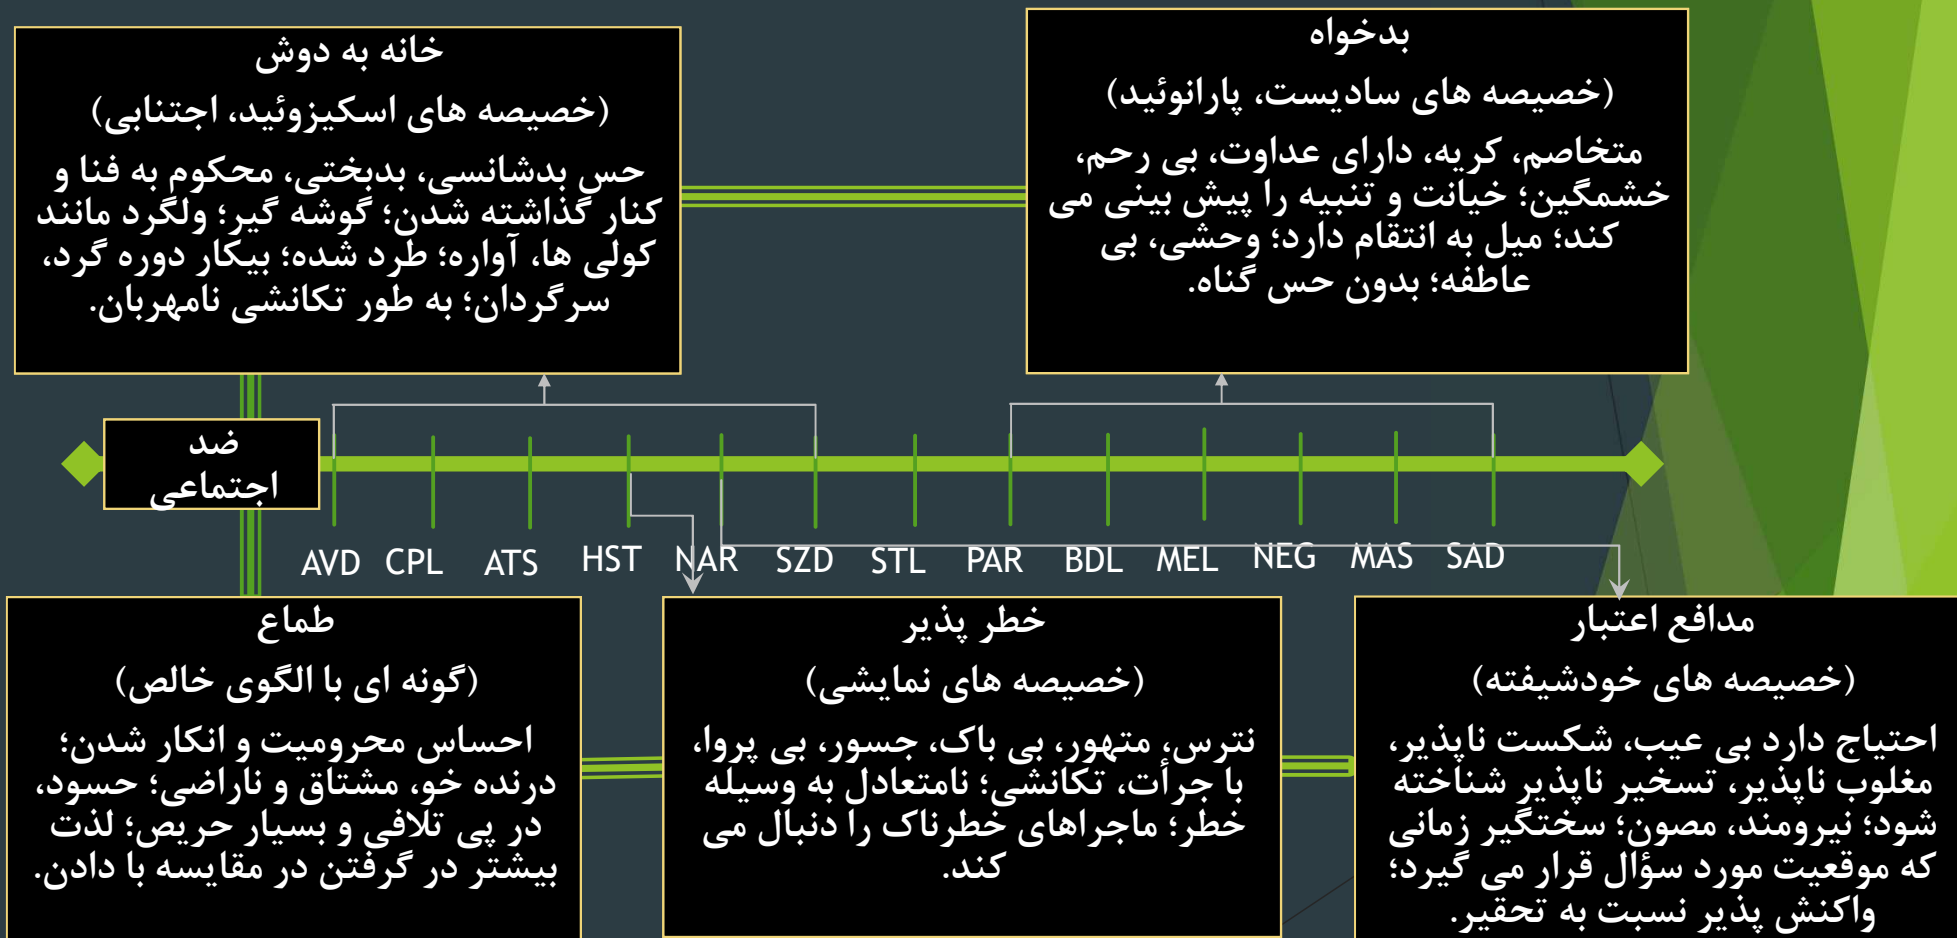 خانه به دوش
(خصیصه های اسکیزوئید، اجتنابی)
حس بدشانسی، بدبختی، محکوم به فنا و
کنار گذاشته شدن؛ گوشه گیر؛ ولگرد مانند
کولی ها، آواره؛ طرد شده؛ بیکار دوره گرد،
سرگردان؛ به طور تکانشی نامهربان.
بدخواه
(خصیصه های سادیست، پارانوئید)
متخاصم، کریه، دارای عداوت، بی رحم،
خشمگین؛ خیانت و تنبیه را پیش بینی می
کند؛ میل به انتقام دارد؛ وحشی، بی
عاطفه؛ بدون حس گناه.
ضد
اجتماعی
AVD CPL ATS HST NAR SZD STL PAR BDL MEL NEG MAS SAD
طماع
(گونه ای با الگوی خالص)
احساس محرومیت و انکار شدن؛
درنده خو، مشتاق و ناراضی؛ حسود،
در پی تلافی و بسیار حریص؛ لذت
بیشتر در گرفتن در مقایسه با دادن.
خطر پذیر
(خصیصه های نمایشی)
نترس، متهور، بی باک، جسور، بی پروا،
با جرأت، تکانشی؛ نامتعادل به وسیله
خطر؛ ماجراهای خطرناک را دنبال می
کند.
مدافع اعتبار
(خصیصه های خودشیفته)
احتیاج دارد بی عیب، شکست ناپذیر،
مغلوب ناپذیر، تسخیر ناپذیر شناخته
شود؛ نیرومند، مصون؛ سختگیر زمانی
که موقعیت مورد سؤال قرار می گیرد؛
واکنش پذیر نسبت به تحقیر.